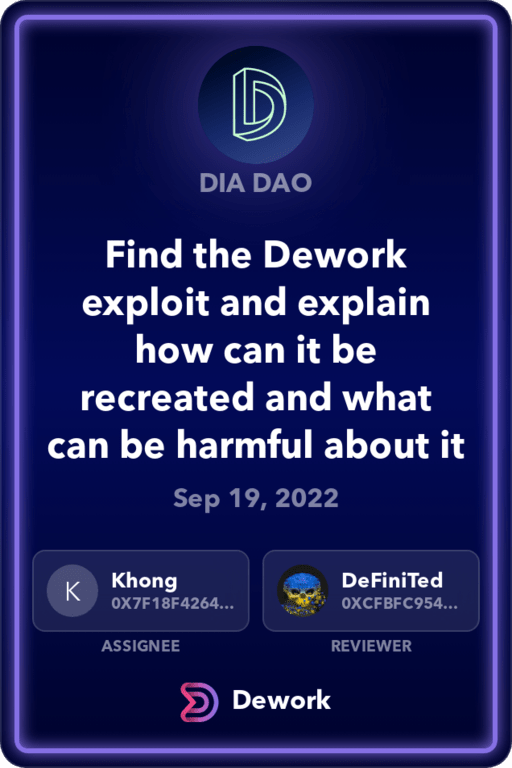 DIA DAO
Find the Dework
exploit and explain
how can it be
recreated and what
can be harmful about it
Sep 19, 2022
K
Khong
0X7F18F4264...
DeFiniTed
0XCFBFC954...
ASSIGNEE
REVIEWER
Dework